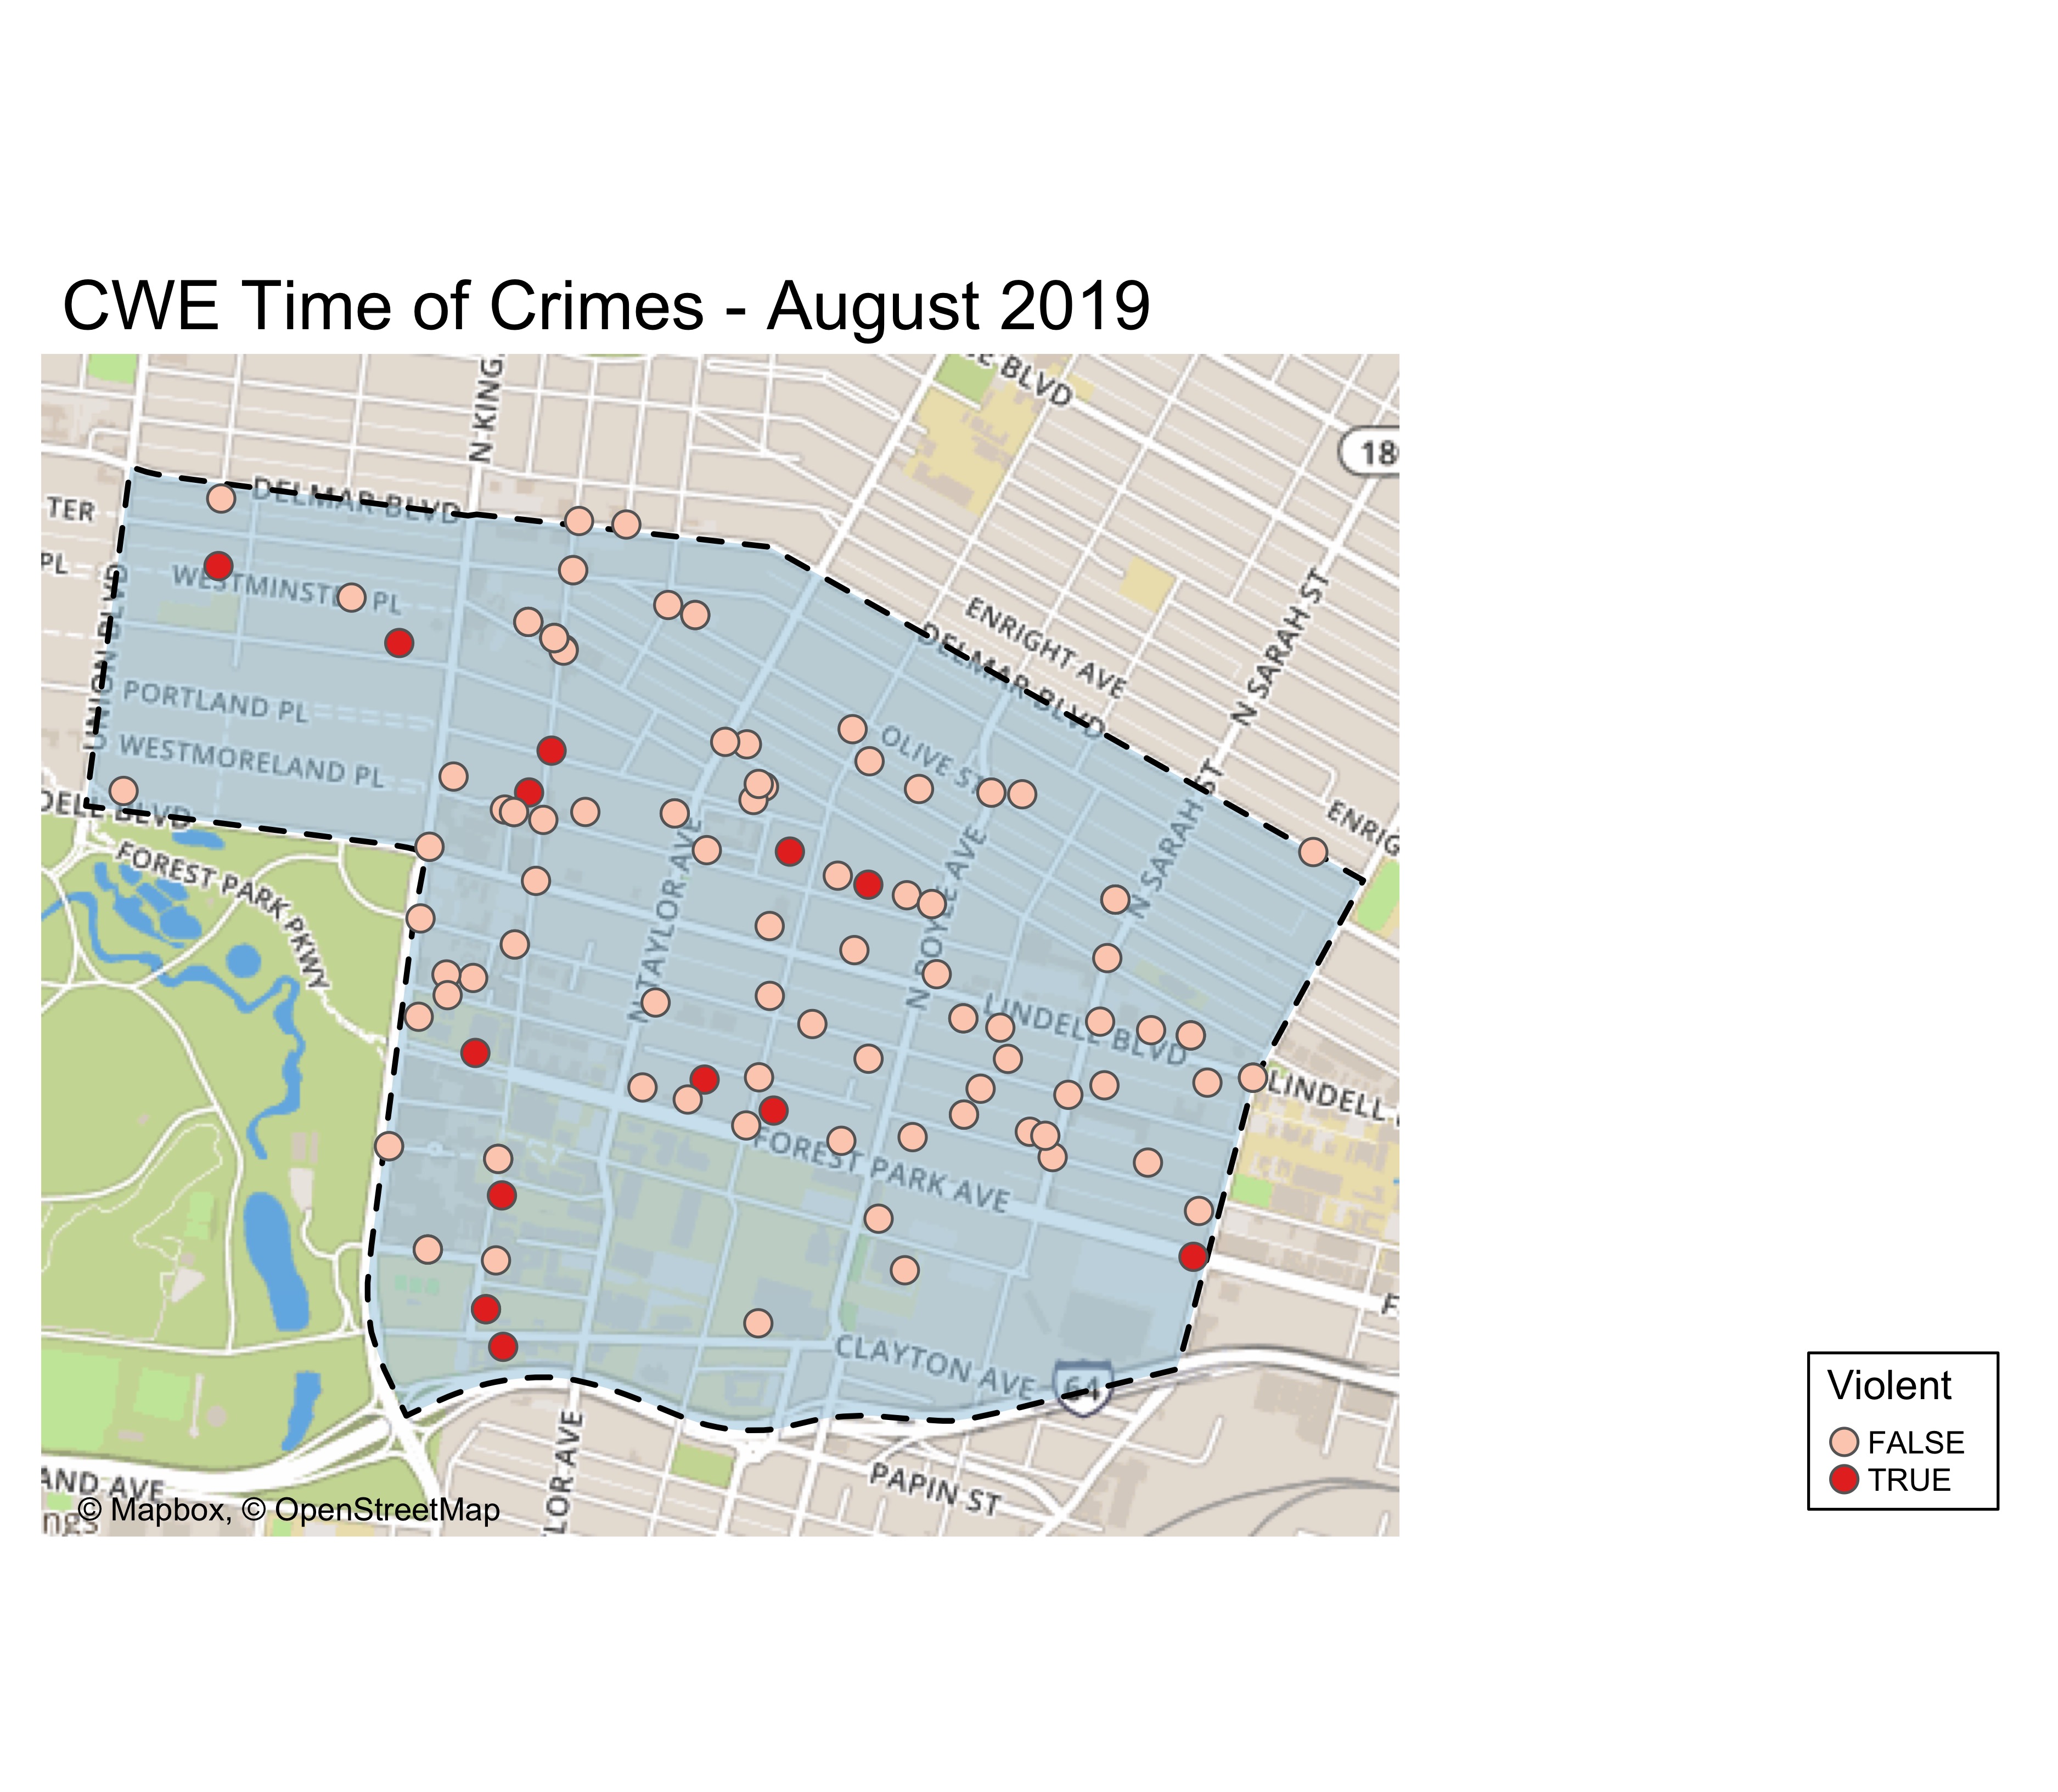 CWE Time of Crimes - August 2019
BLVD
N KING
18
TER
DELMAR BLVD
PL
WESTMINSTE PL
UNION BLVD
ENRIGHT AVE
DELMAR BLVD
N SARAH ST
PORTLAND PL
WESTMORELAND PL
OLIVE ST
DELL BLVD
ENRIG
FOREST PARK PKWY
N TAYLOR AVE
N BOYLE AVE
N SARAH ST
LINDELL BLVD
LINDELL
FOREST PARK AVE
F
CLAYTON AVE
64
Violent
FALSE
TRUE
LOR AVE
PAPIN ST
AND AVE
© Mapbox, © OpenStreetMap
ngs